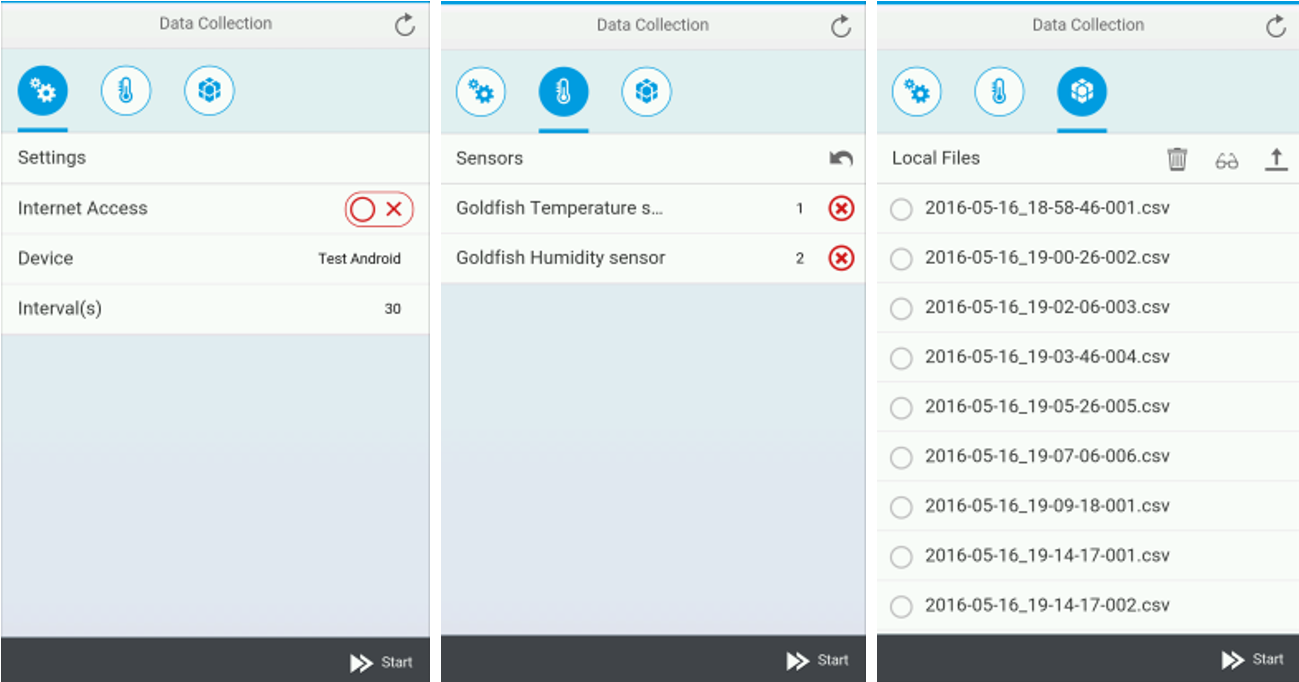 Data Collection
Settings
Internet Access
Device Test Android
Interval(s) 30
Start
Data Collection
Sensors
Goldfish Temperature s... 1
Goldfish Humidity sensor 2
Start
Data Collection
Local Files
2016-05-16_18-58-46-001.csv
2016-05-16_19-00-26-002.csv
2016-05-16_19-02-06-003.csv
2016-05-16_19-03-46-004.csv
2016-05-16_19-05-26-005.csv
2016-05-16_19-07-06-006.csv
2016-05-16_19-09-18-001.csv
2016-05-16_19-14-17-001.csv
2016-05-16_19-14-17-002.csv
Start